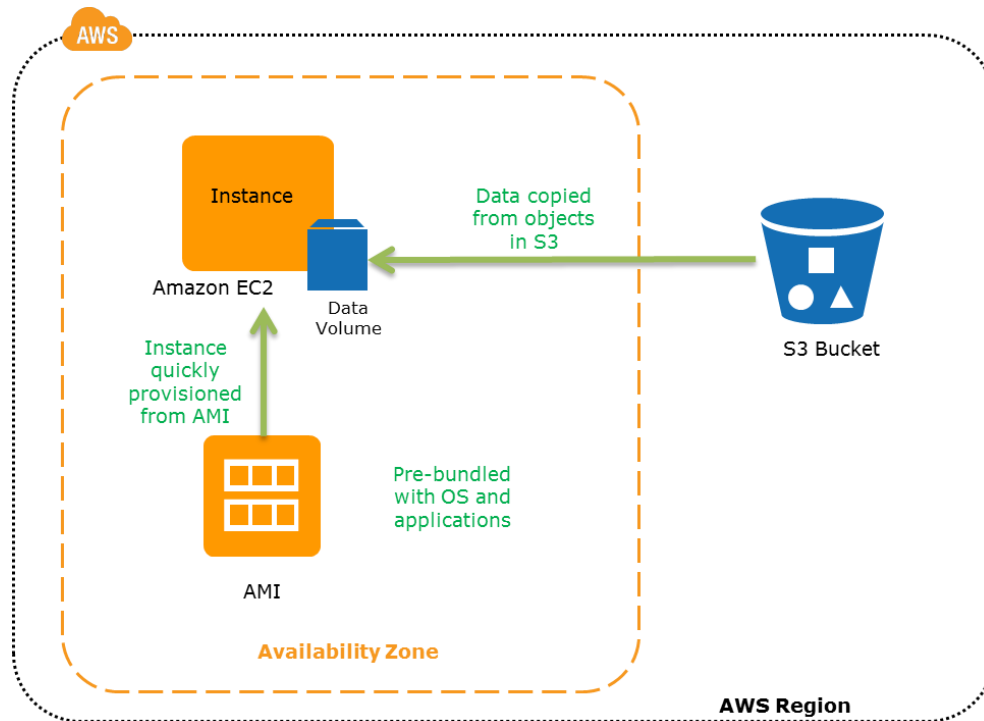 AWS
Instance
Amazon EC2
Data
Volume
Data copied
from objects
in S3
S3 Bucket
Instance
quickly
provisioned
from AMI
Pre-bundled
with OS and
applications
AMI
Availability Zone
AWS Region